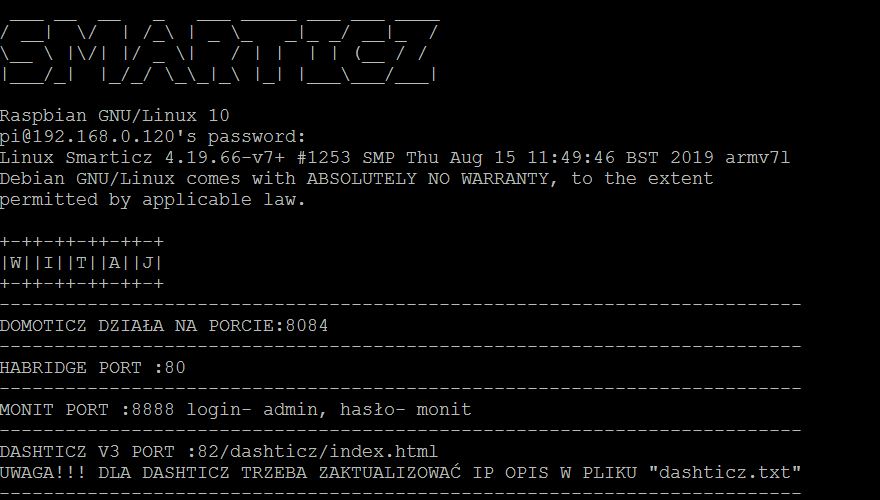 SMARTICZ
Raspbian GNU/Linux 10
pi@192.168.0.120's password:
Linux Smarticz 4.19.66-v7+ #1253 SMP Thu Aug 15 11:49:46 BST 2019 armv7l
Debian GNU/Linux comes with ABSOLUTELY NO WARRANTY, to the extent
permitted by applicable law.
+-++-++-++-++-+
|W||I||T||A||J|
+-++-++-++-++-+
-------------------------------------------------------------------------
DOMOTICZ DZIAŁA NA PORCIE:8084
-------------------------------------------------------------------------
HABRIDGE PORT :80
-------------------------------------------------------------------------
MONIT PORT :8888 login- admin, hasło- monit
-------------------------------------------------------------------------
DASHTICZ V3 PORT :82/dashticz/index.html
UWAGA!!! DLA DASHTICZ TRZEBA ZAKTUALIZOWAĆ IP OPIS W PLIKU "dashticz.txt"
-------------------------------------------------------------------------